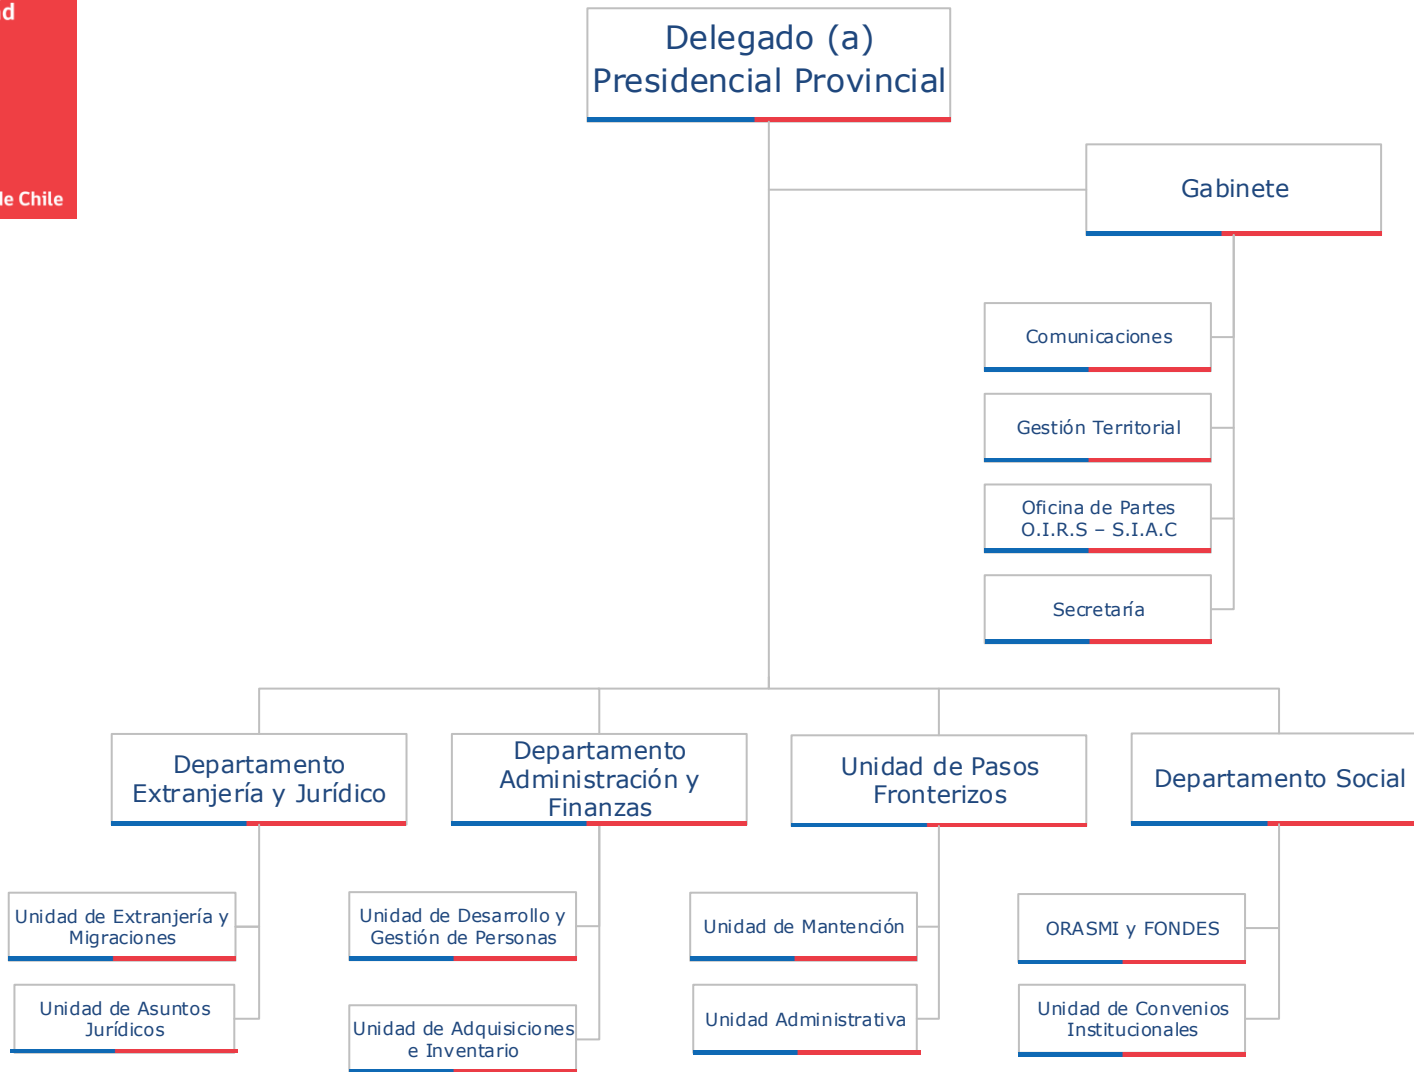 de Chile
Delegado (a)
Presidencial Provincial
Gabinete
Comunicaciones
Gestión Territorial
Oficina de Partes
O.I.R.S – S.I.A.C
Secretaría
Departamento
Extranjería y Jurídico
Departamento
Administración y
Finanzas
Unidad de Pasos
Fronterizos
Departamento Social
Unidad de Extranjería y
Migraciones
Unidad de Asuntos
Jurídicos
Unidad de Desarrollo y
Gestión de Personas
Unidad de Adquisiciones
e Inventario
Unidad de Mantención
Unidad Administrativa
ORASMI y FONDES
Unidad de Convenios
Institucionales